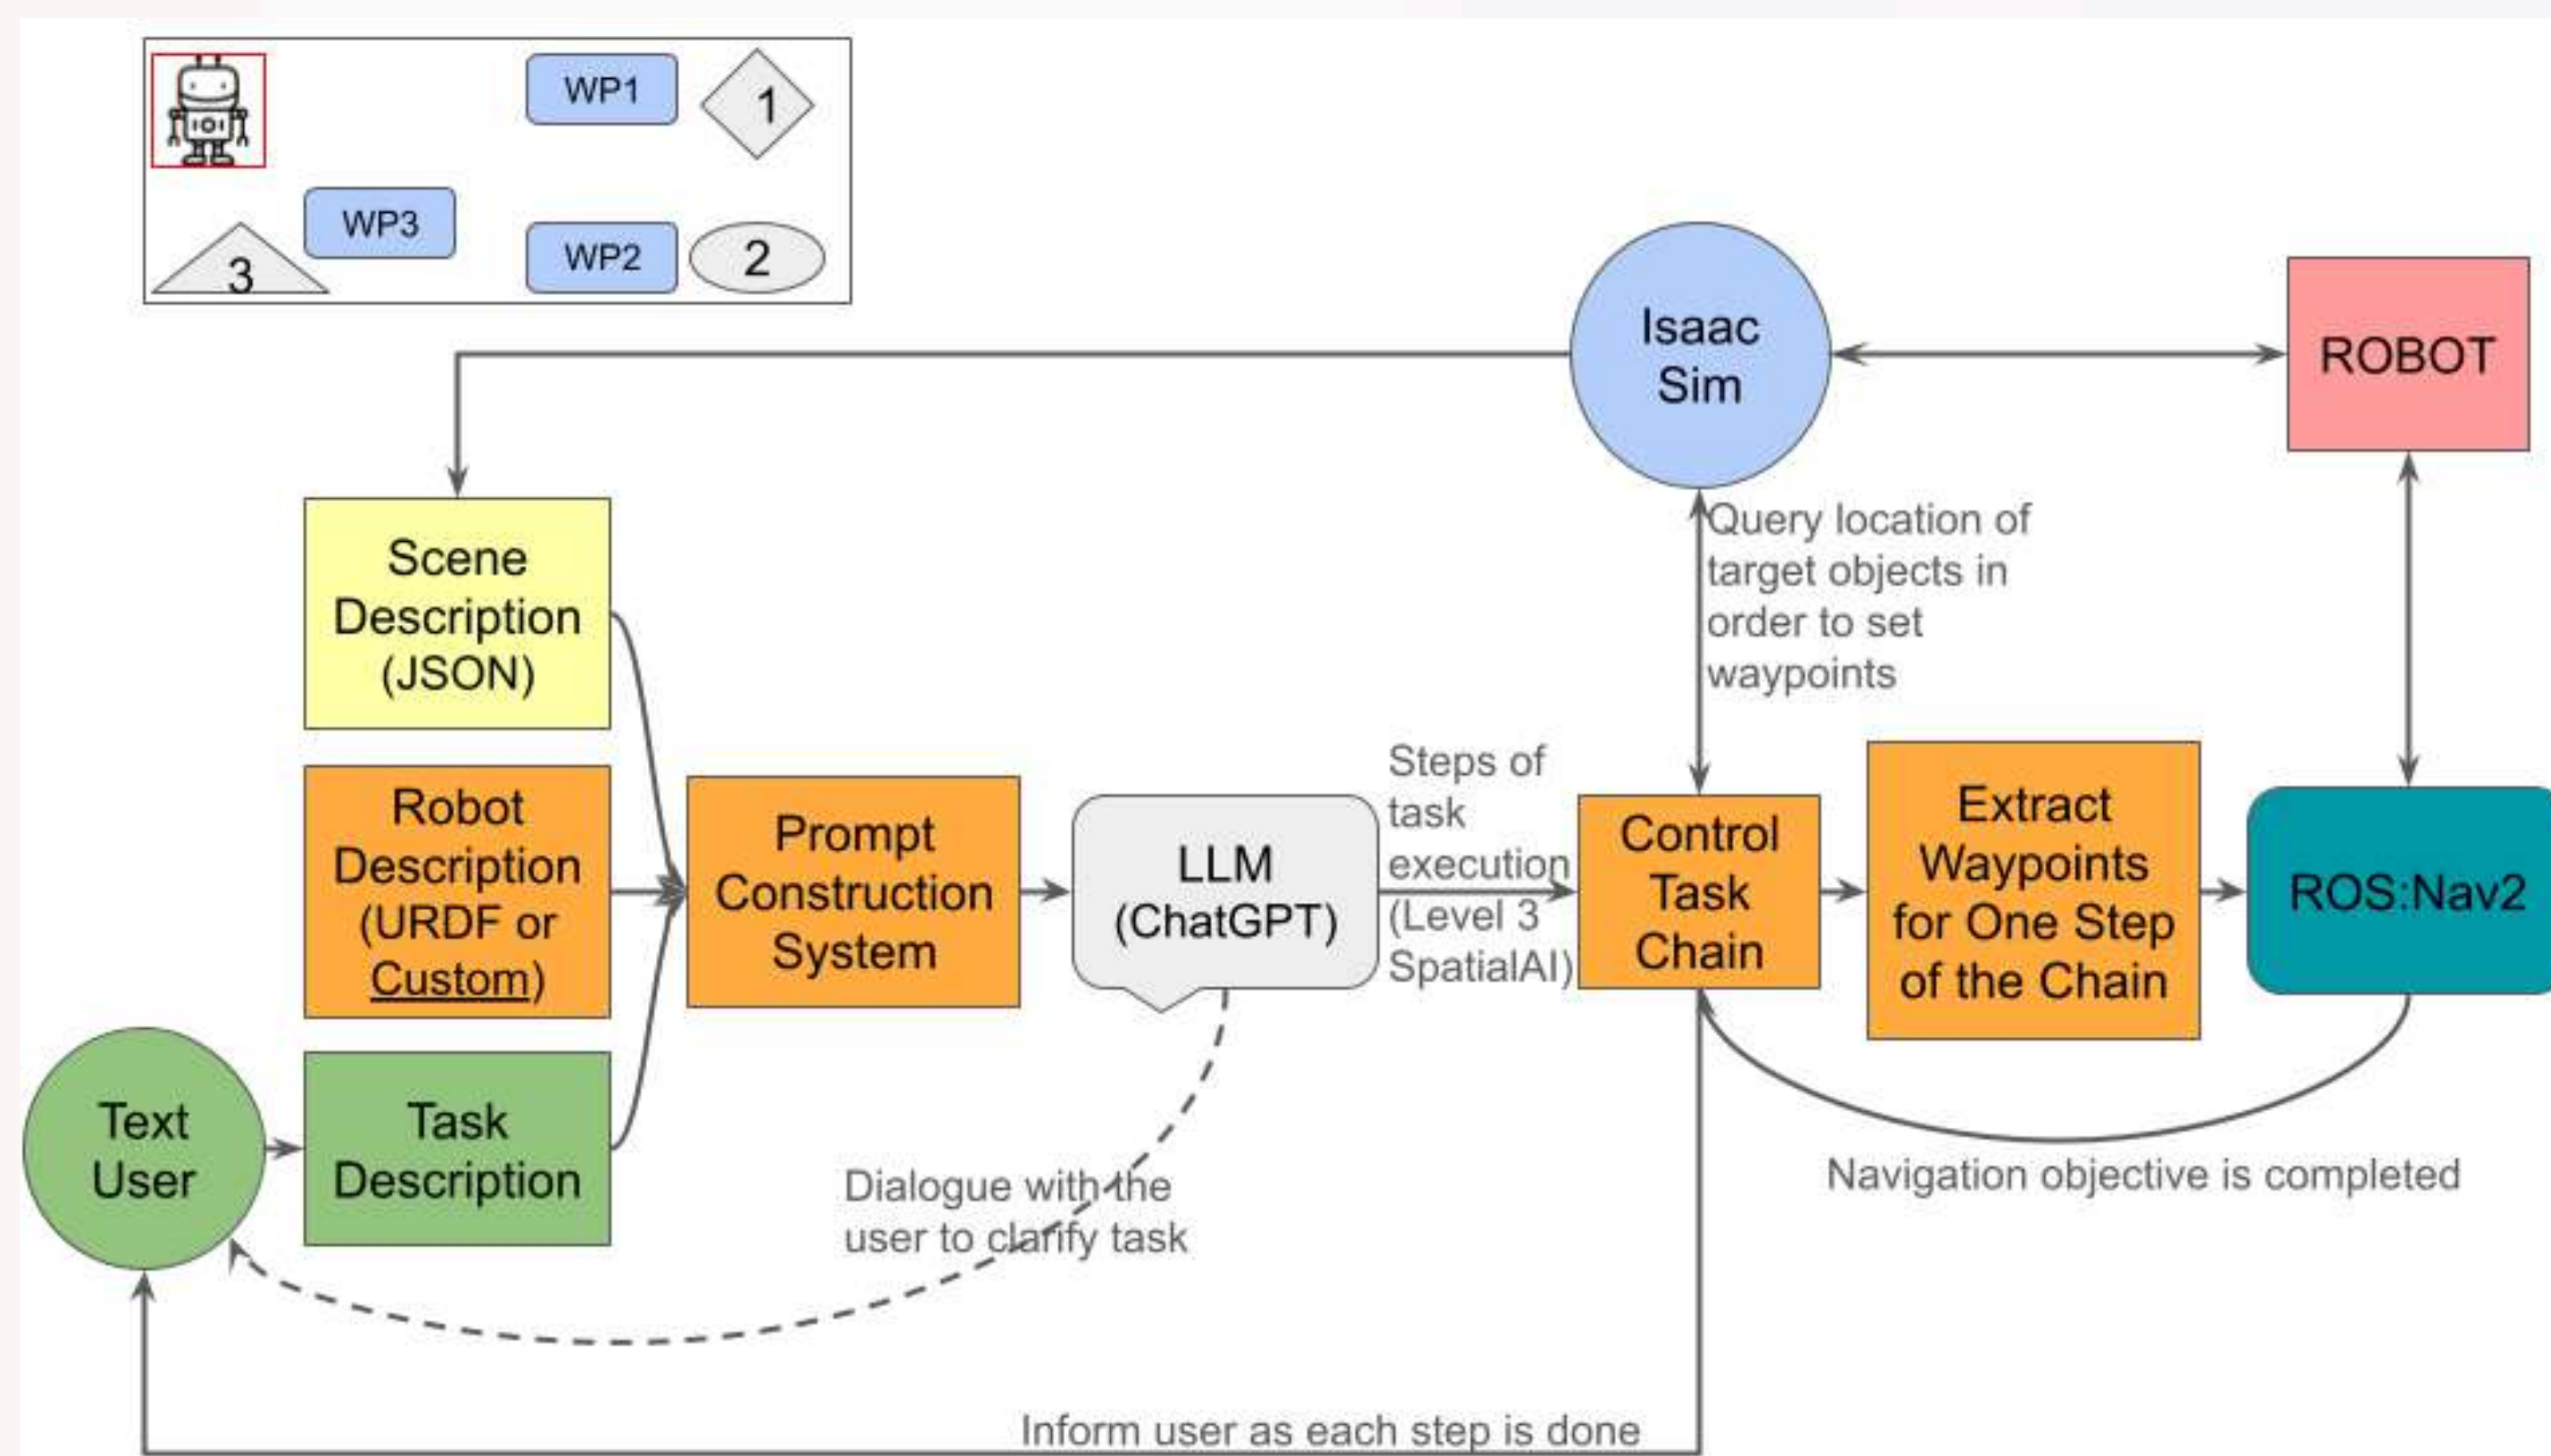 WP1
1
WP3
3
WP2
2
Isaac
Sim
ROBOT
Query location of
target objects in
order to set
waypoints
Scene
Description
(JSON)
Robot
Description
(URDF or
Custom)
Prompt
Construction
System
LLM
(ChatGPT)
Steps of
task
execution
(Level 3
SpatialAI)
Control
Task
Chain
Extract
Waypoints
for One Step
of the Chain
ROS:Nav2
Text
User
Task
Description
Dialogue with the
user to clarify task
Navigation objective is completed
Inform user as each step is done